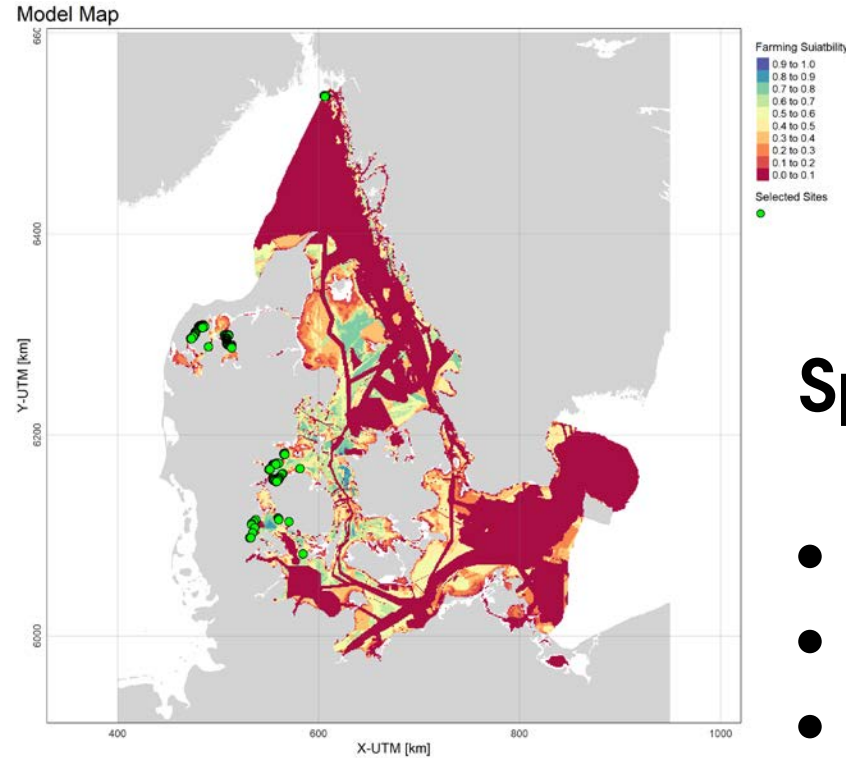 Model Map
Farming Suiatbility
0.9 to 1.0
0.8 to 0.9
0.7 to 0.8
0.6 to 0.7
0.5 to 0.6
0.4 to 0.5
0.3 to 0.4
0.2 to 0.3
0.1 to 0.2
0.0 to 0.1
Selected Sites
6400
6200
6000
Y-UTM [km]
400
600
800
1000
X-UTM [km]
Sp
•
•
•